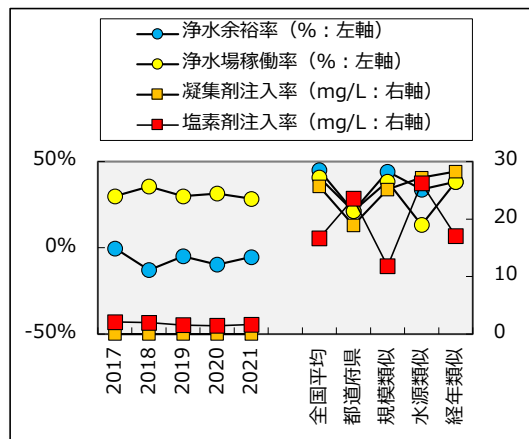 浄水余裕率（%：左軸）
浄水場稼働率（%：左軸）
凝集剤注入率（mg/L：右軸）
塩素剤注入率（mg/L：右軸）
50%
0%
-50%
30
20
10
0
2017
2018
2019
2020
2021
全国平均
都道府県
規模類似
水源類似
経年類似